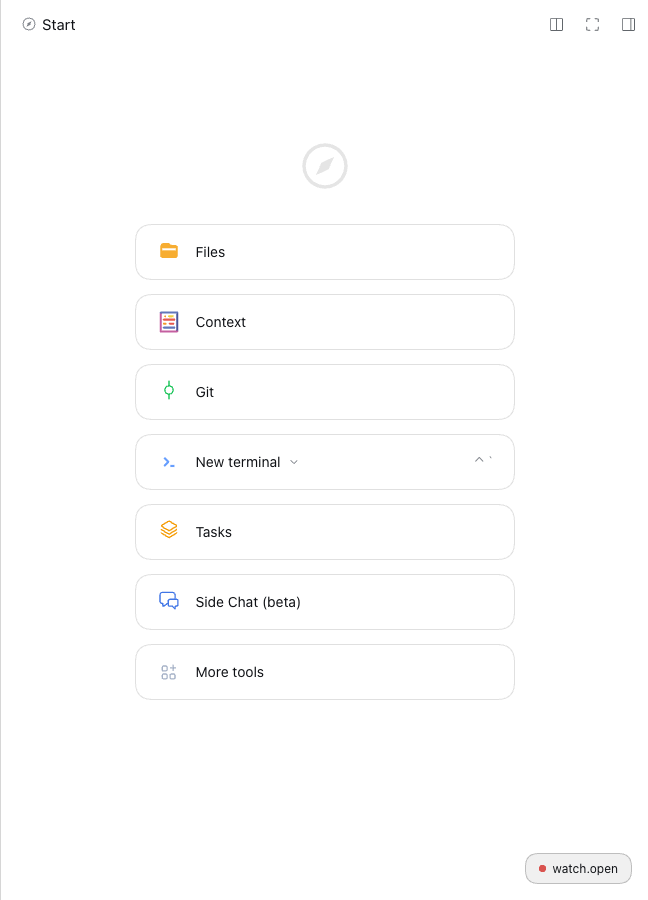 Start
Files
Context
Git
New terminal ^ `
Tasks
Side Chat (beta)
More tools
watch.open